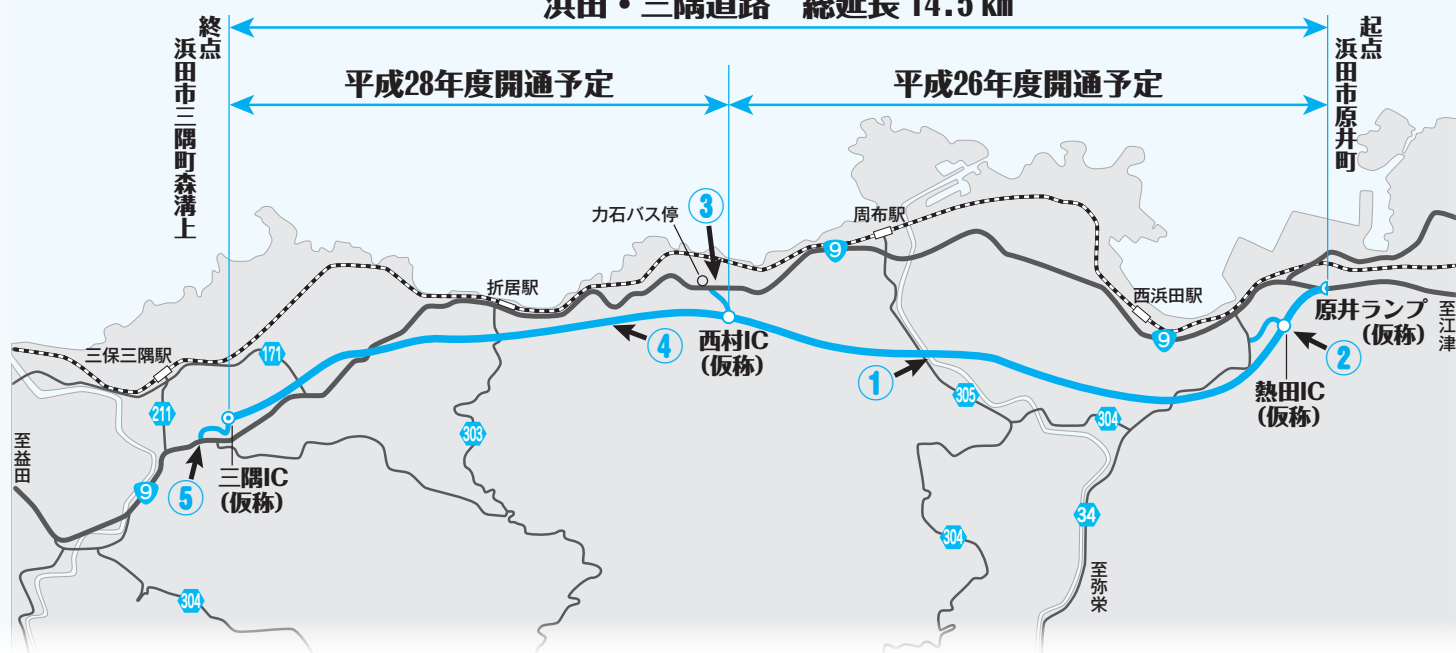 浜田・三隅道路　総延長 14.5 km
終点
浜田市三隅町森溝上
起点
浜田市原井町
平成28年度開通予定
平成26年度開通予定
力石バス停
③
周布駅
9
折居駅
西浜田駅
原井ランプ
(仮称)
至江津
三保三隅駅
171
④
西村IC
(仮称)
①
9
②
熱田IC
(仮称)
211
305
304
303
至益田
三隅IC
(仮称)
9
⑤
34
304
至弥栄
304